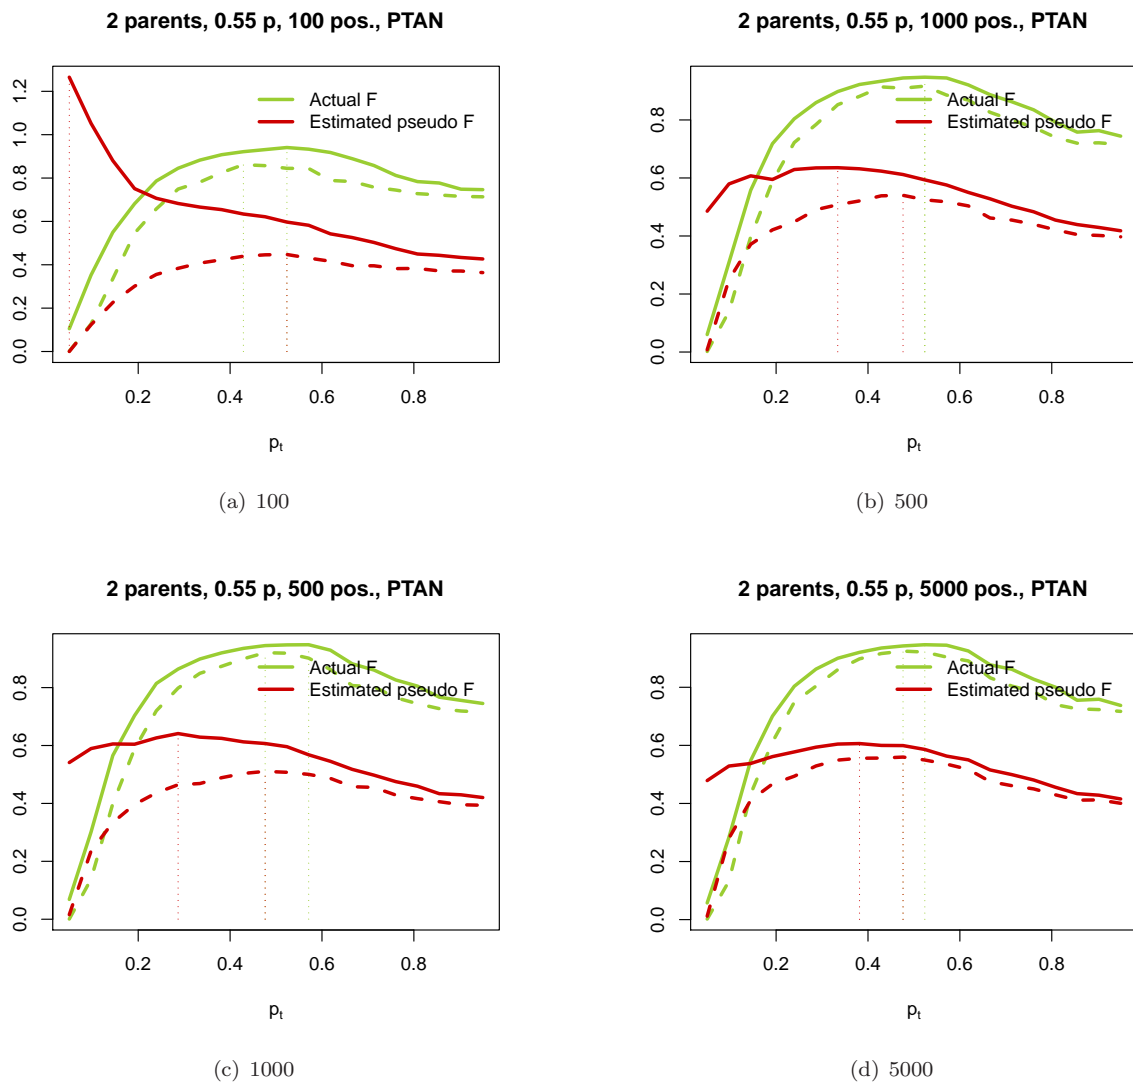 2 parents, 0.55 p, 100 pos., PTAN
Actual F
Estimated pseudo F
0.0 0.2 0.4 0.6 0.8 1.0 1.2
0.2 0.4 0.6 0.8
pt
(a) 100
2 parents, 0.55 p, 1000 pos., PTAN
Actual F
Estimated pseudo F
0.0 0.2 0.4 0.6 0.8
0.2 0.4 0.6 0.8
pt
(b) 500
2 parents, 0.55 p, 500 pos., PTAN
Actual F
Estimated pseudo F
0.0 0.2 0.4 0.6 0.8
0.2 0.4 0.6 0.8
pt
(c) 1000
2 parents, 0.55 p, 5000 pos., PTAN
Actual F
Estimated pseudo F
0.0 0.2 0.4 0.6 0.8
0.2 0.4 0.6 0.8
pt
(d) 5000